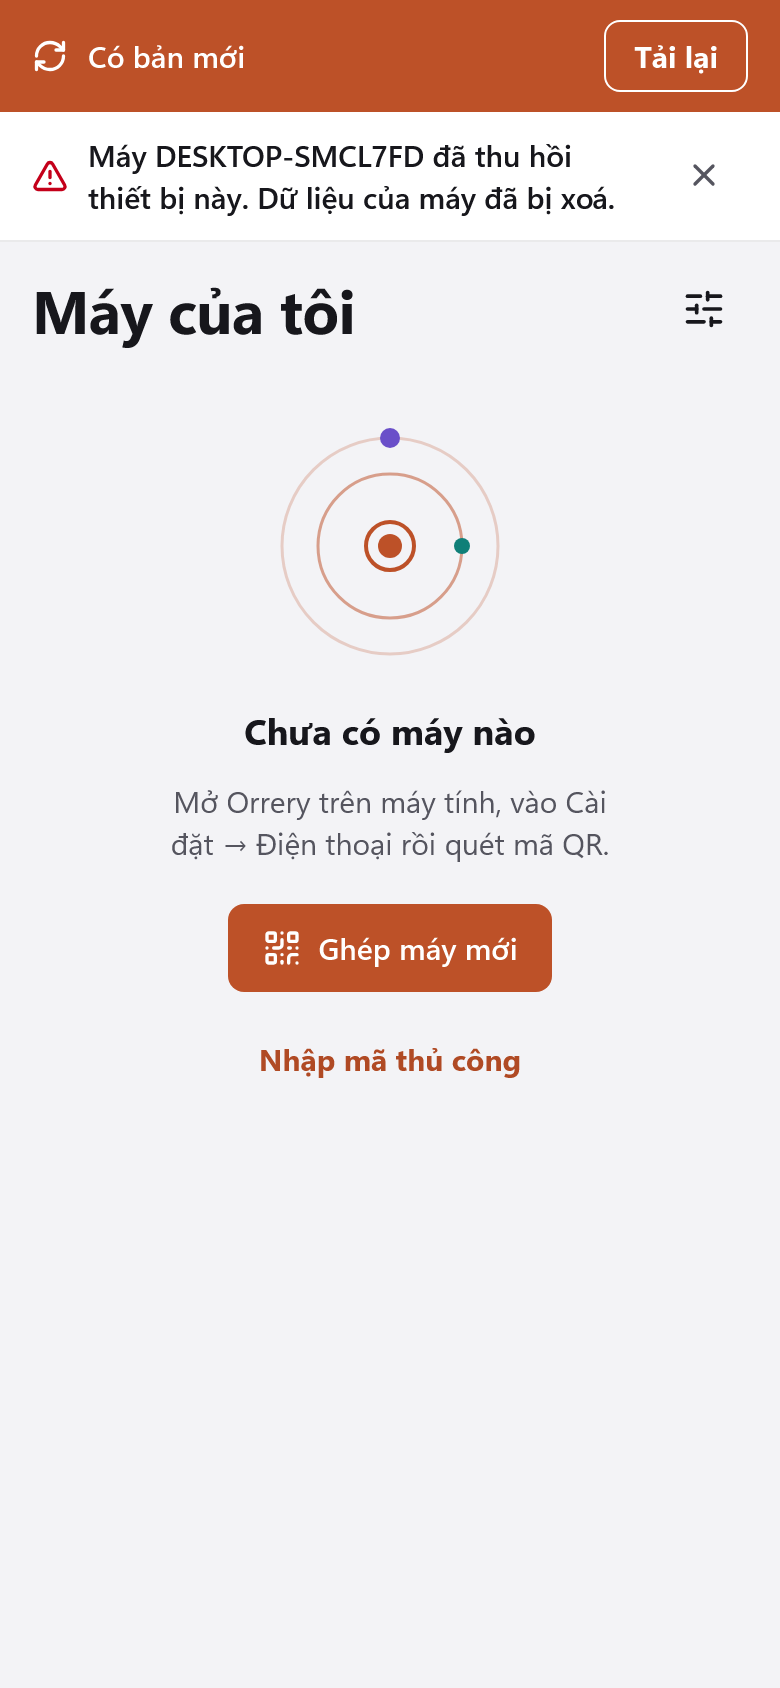 Có bản mới
Tải lại
Máy DESKTOP-SMCL7FD đã thu hồi
thiết bị này. Dữ liệu của máy đã bị xoá.
Máy của tôi
Chưa có máy nào
Mở Orrery trên máy tính, vào Cài
đặt → Điện thoại rồi quét mã QR.
Ghép máy mới
Nhập mã thủ công